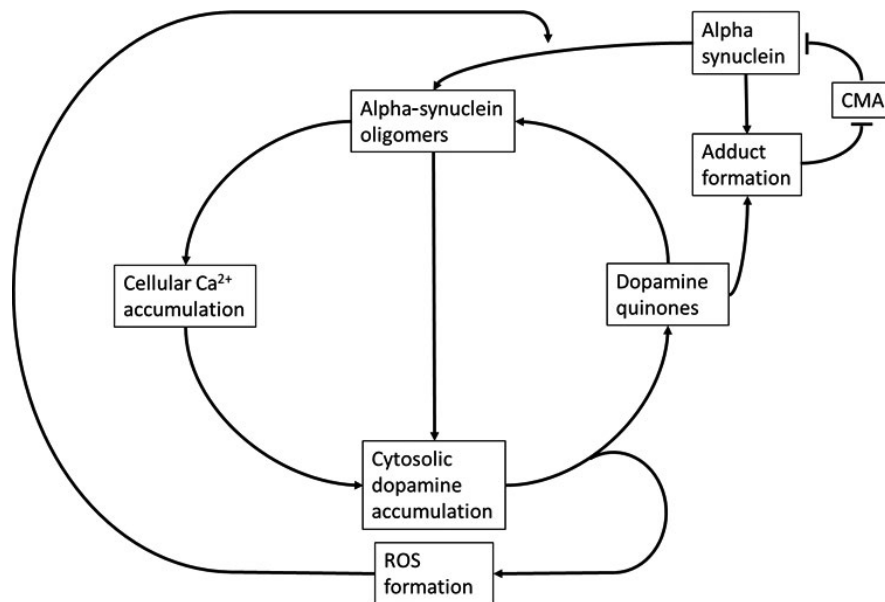 Alpha
synuclein
CMA
Alpha-synuclein
oligomers
Adduct
formation
Cellular Ca²⁺
accumulation
Dopamine
quinones
Cytosolic
dopamine
accumulation
ROS
formation